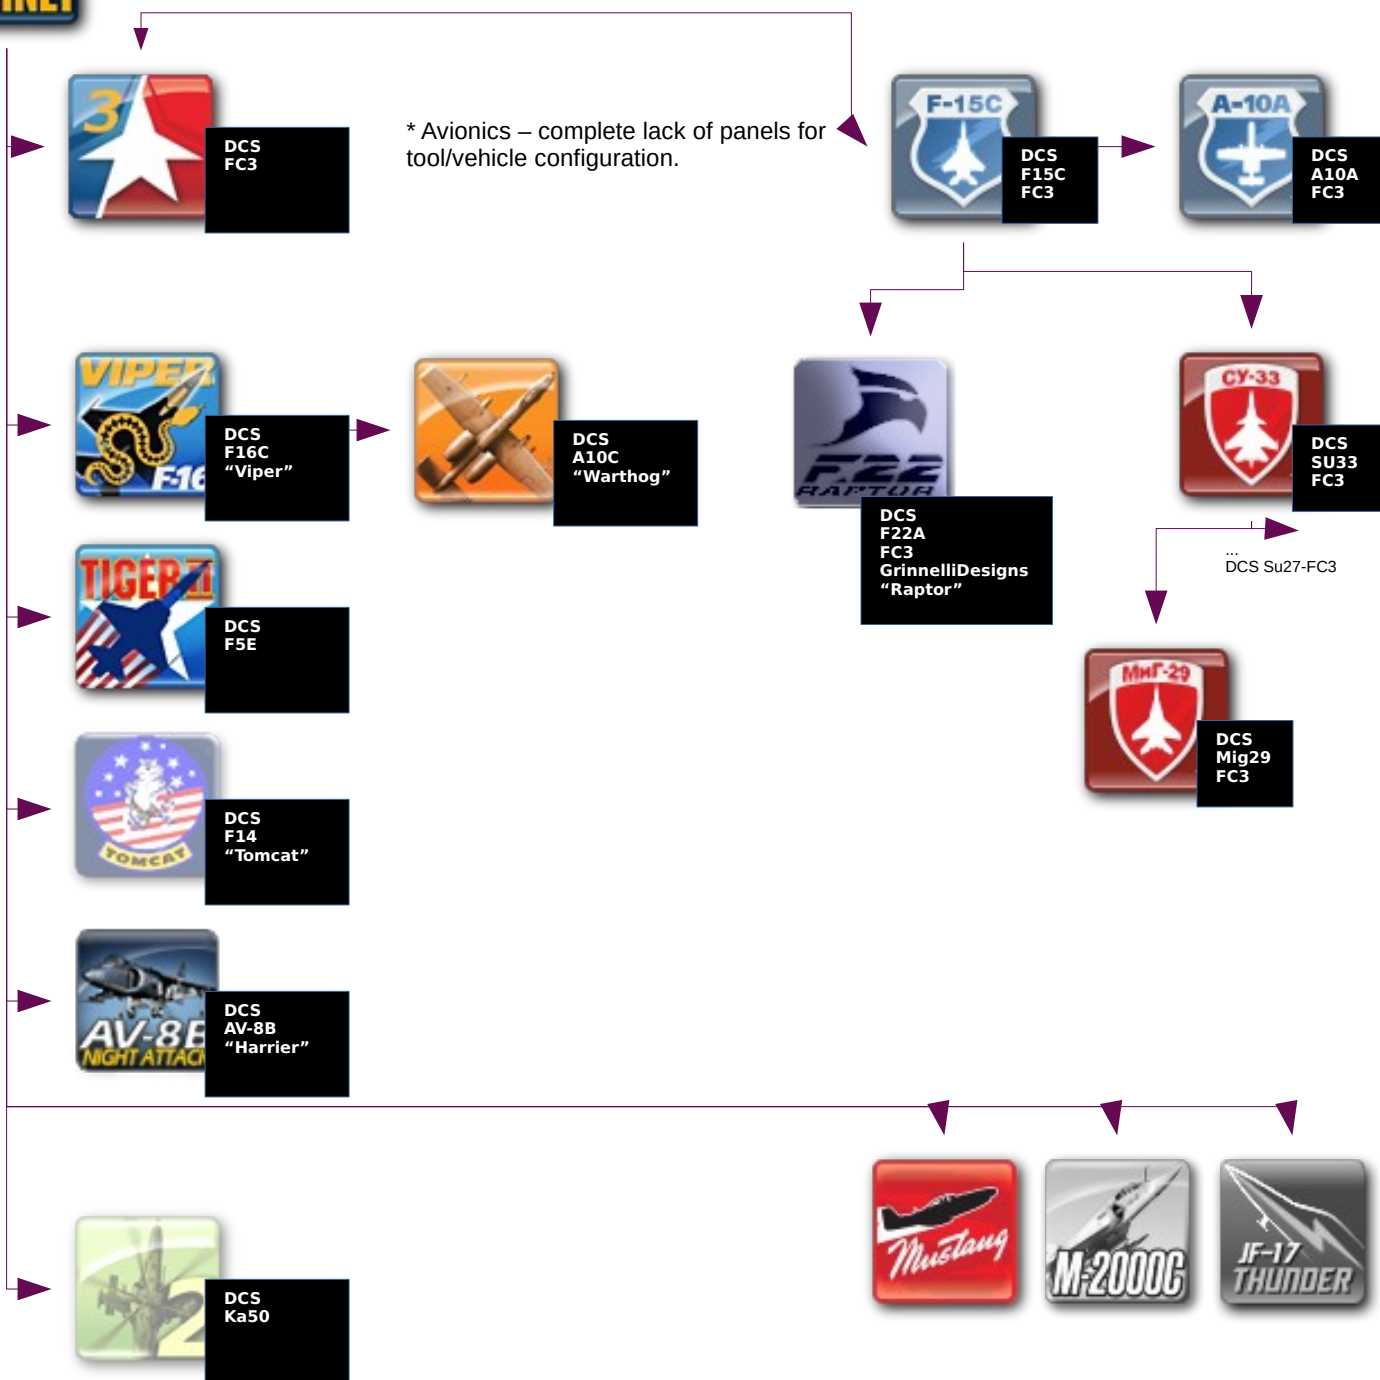 3
DCS
FC3
* Avionics – complete lack of panels for
tool/vehicle configuration.
F-15C
DCS
F15C
FC3
A-10A
DCS
A10A
FC3
VIPER
F-16
DCS
F16C
“Viper”
DCS
A10C
“Warthog”
F-22
RAPTOR
DCS
F22A
FC3
GrinnelliDesigns
“Raptor”
СУ-33
DCS
SU33
FC3
...
DCS Su27-FC3
TIGER II
DCS
F5E
МиГ-29
DCS
Mig29
FC3
TOMCAT
DCS
F14
“Tomcat”
AV-8B
NIGHT ATTACK
DCS
AV-8B
“Harrier”
Mustang
M-2000C
JF-17
THUNDER
2
DCS
Ka50